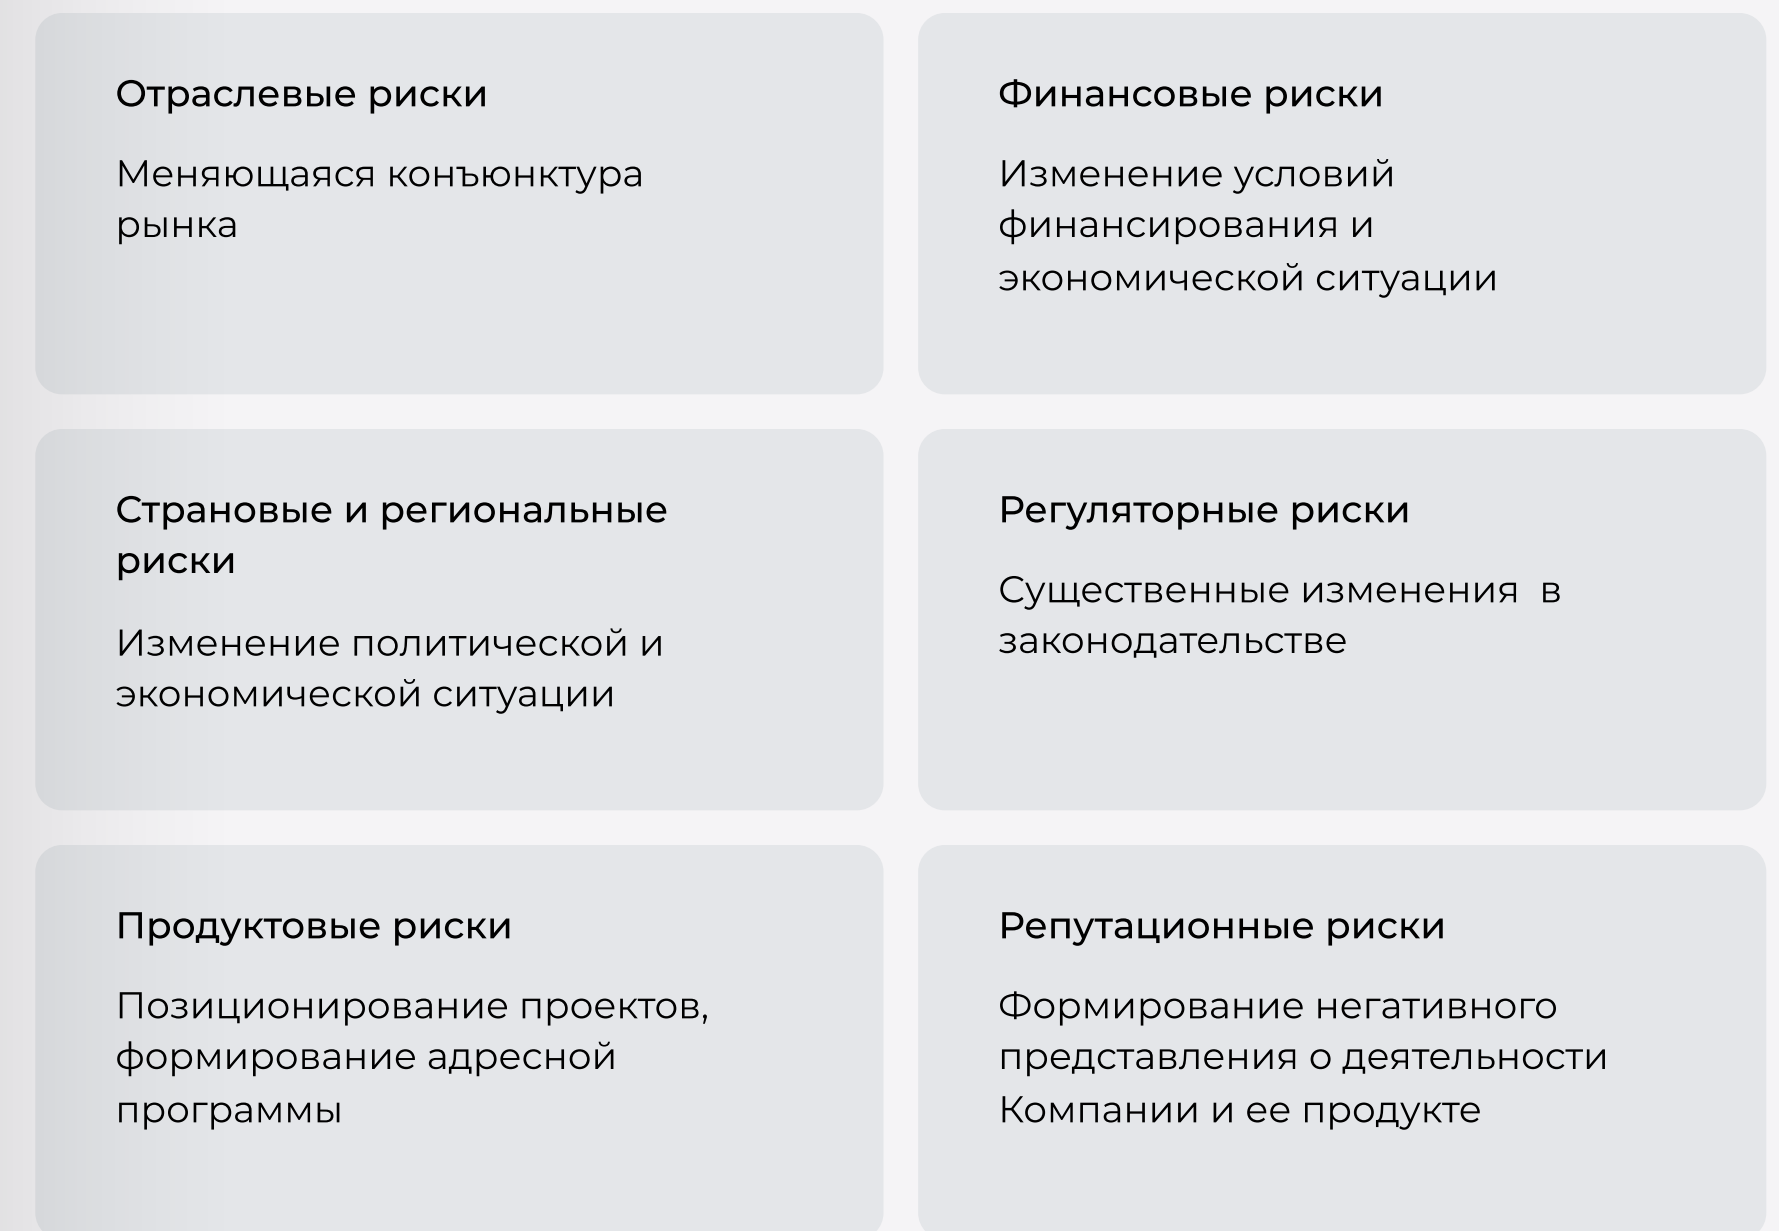 Отраслевые риски
Меняющаяся конъюнктура
рынка
Финансовые риски
Изменение условий
финансирования и
экономической ситуации
Страновые и региональные
риски
Изменение политической и
экономической ситуации
Регуляторные риски
Существенные изменения  в
законодательстве
Продуктовые риски
Позиционирование проектов,
формирование адресной
программы
Репутационные риски
Формирование негативного
представления о деятельности
Компании и ее продукте